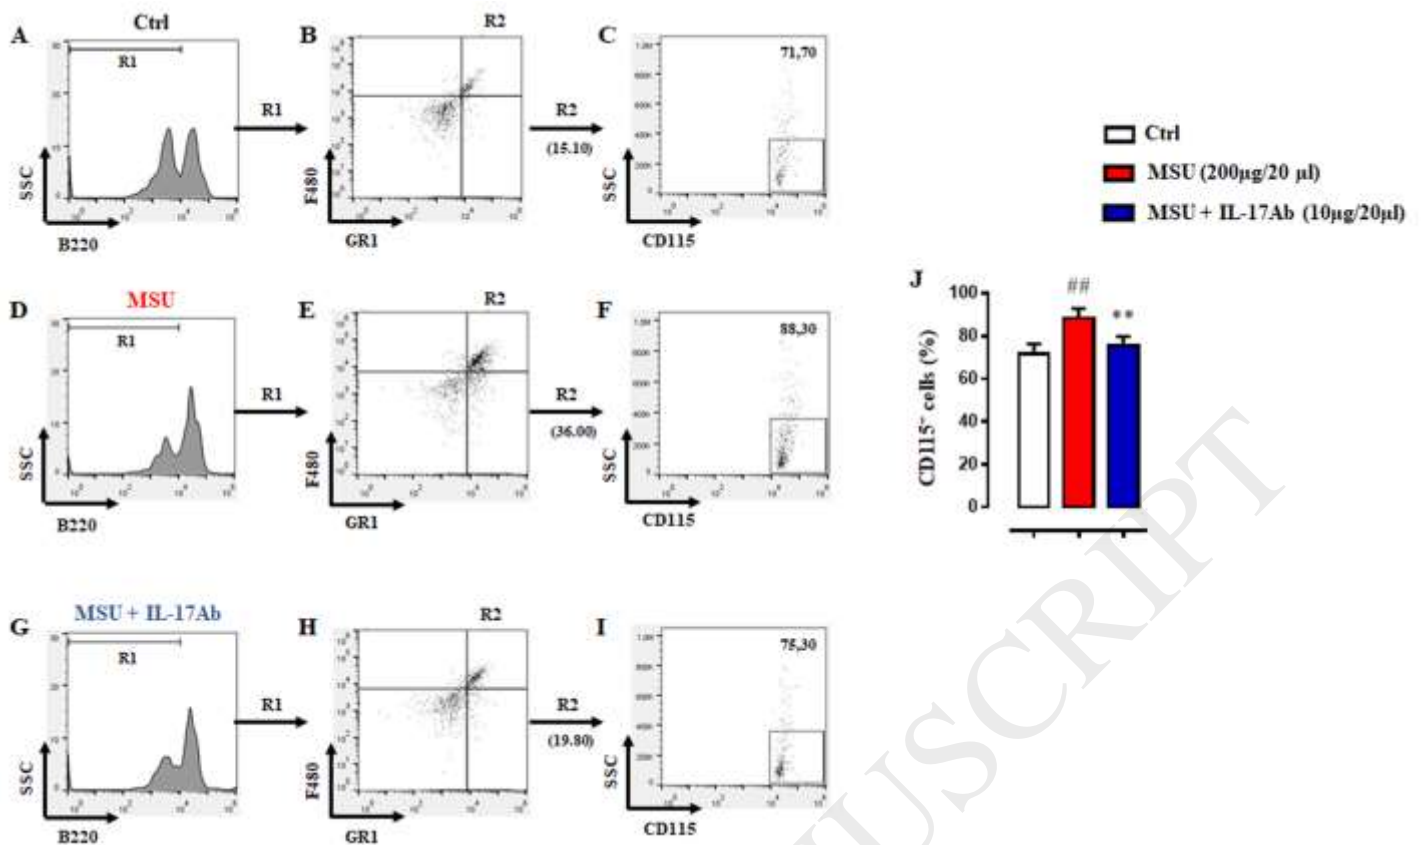 Ctrl
A
R1
SSC
B220
R1
B
R2
F480
GR1
R2
(15.10)
C
71,70
SSC
CD115
Ctrl
MSU (200µg/20 µl)
MSU + IL-17Ab (10µg/20µl)
MSU
D
R1
SSC
B220
R1
E
R2
F480
GR1
R2
(36.00)
F
88,30
SSC
CD115
J
CD115⁺ cells (%)
100
80
60
40
20
0
##
**
MSU + IL-17Ab
G
R1
SSC
B220
R1
H
R2
F480
GR1
R2
(19.80)
I
75,30
SSC
CD115
USCRIPT